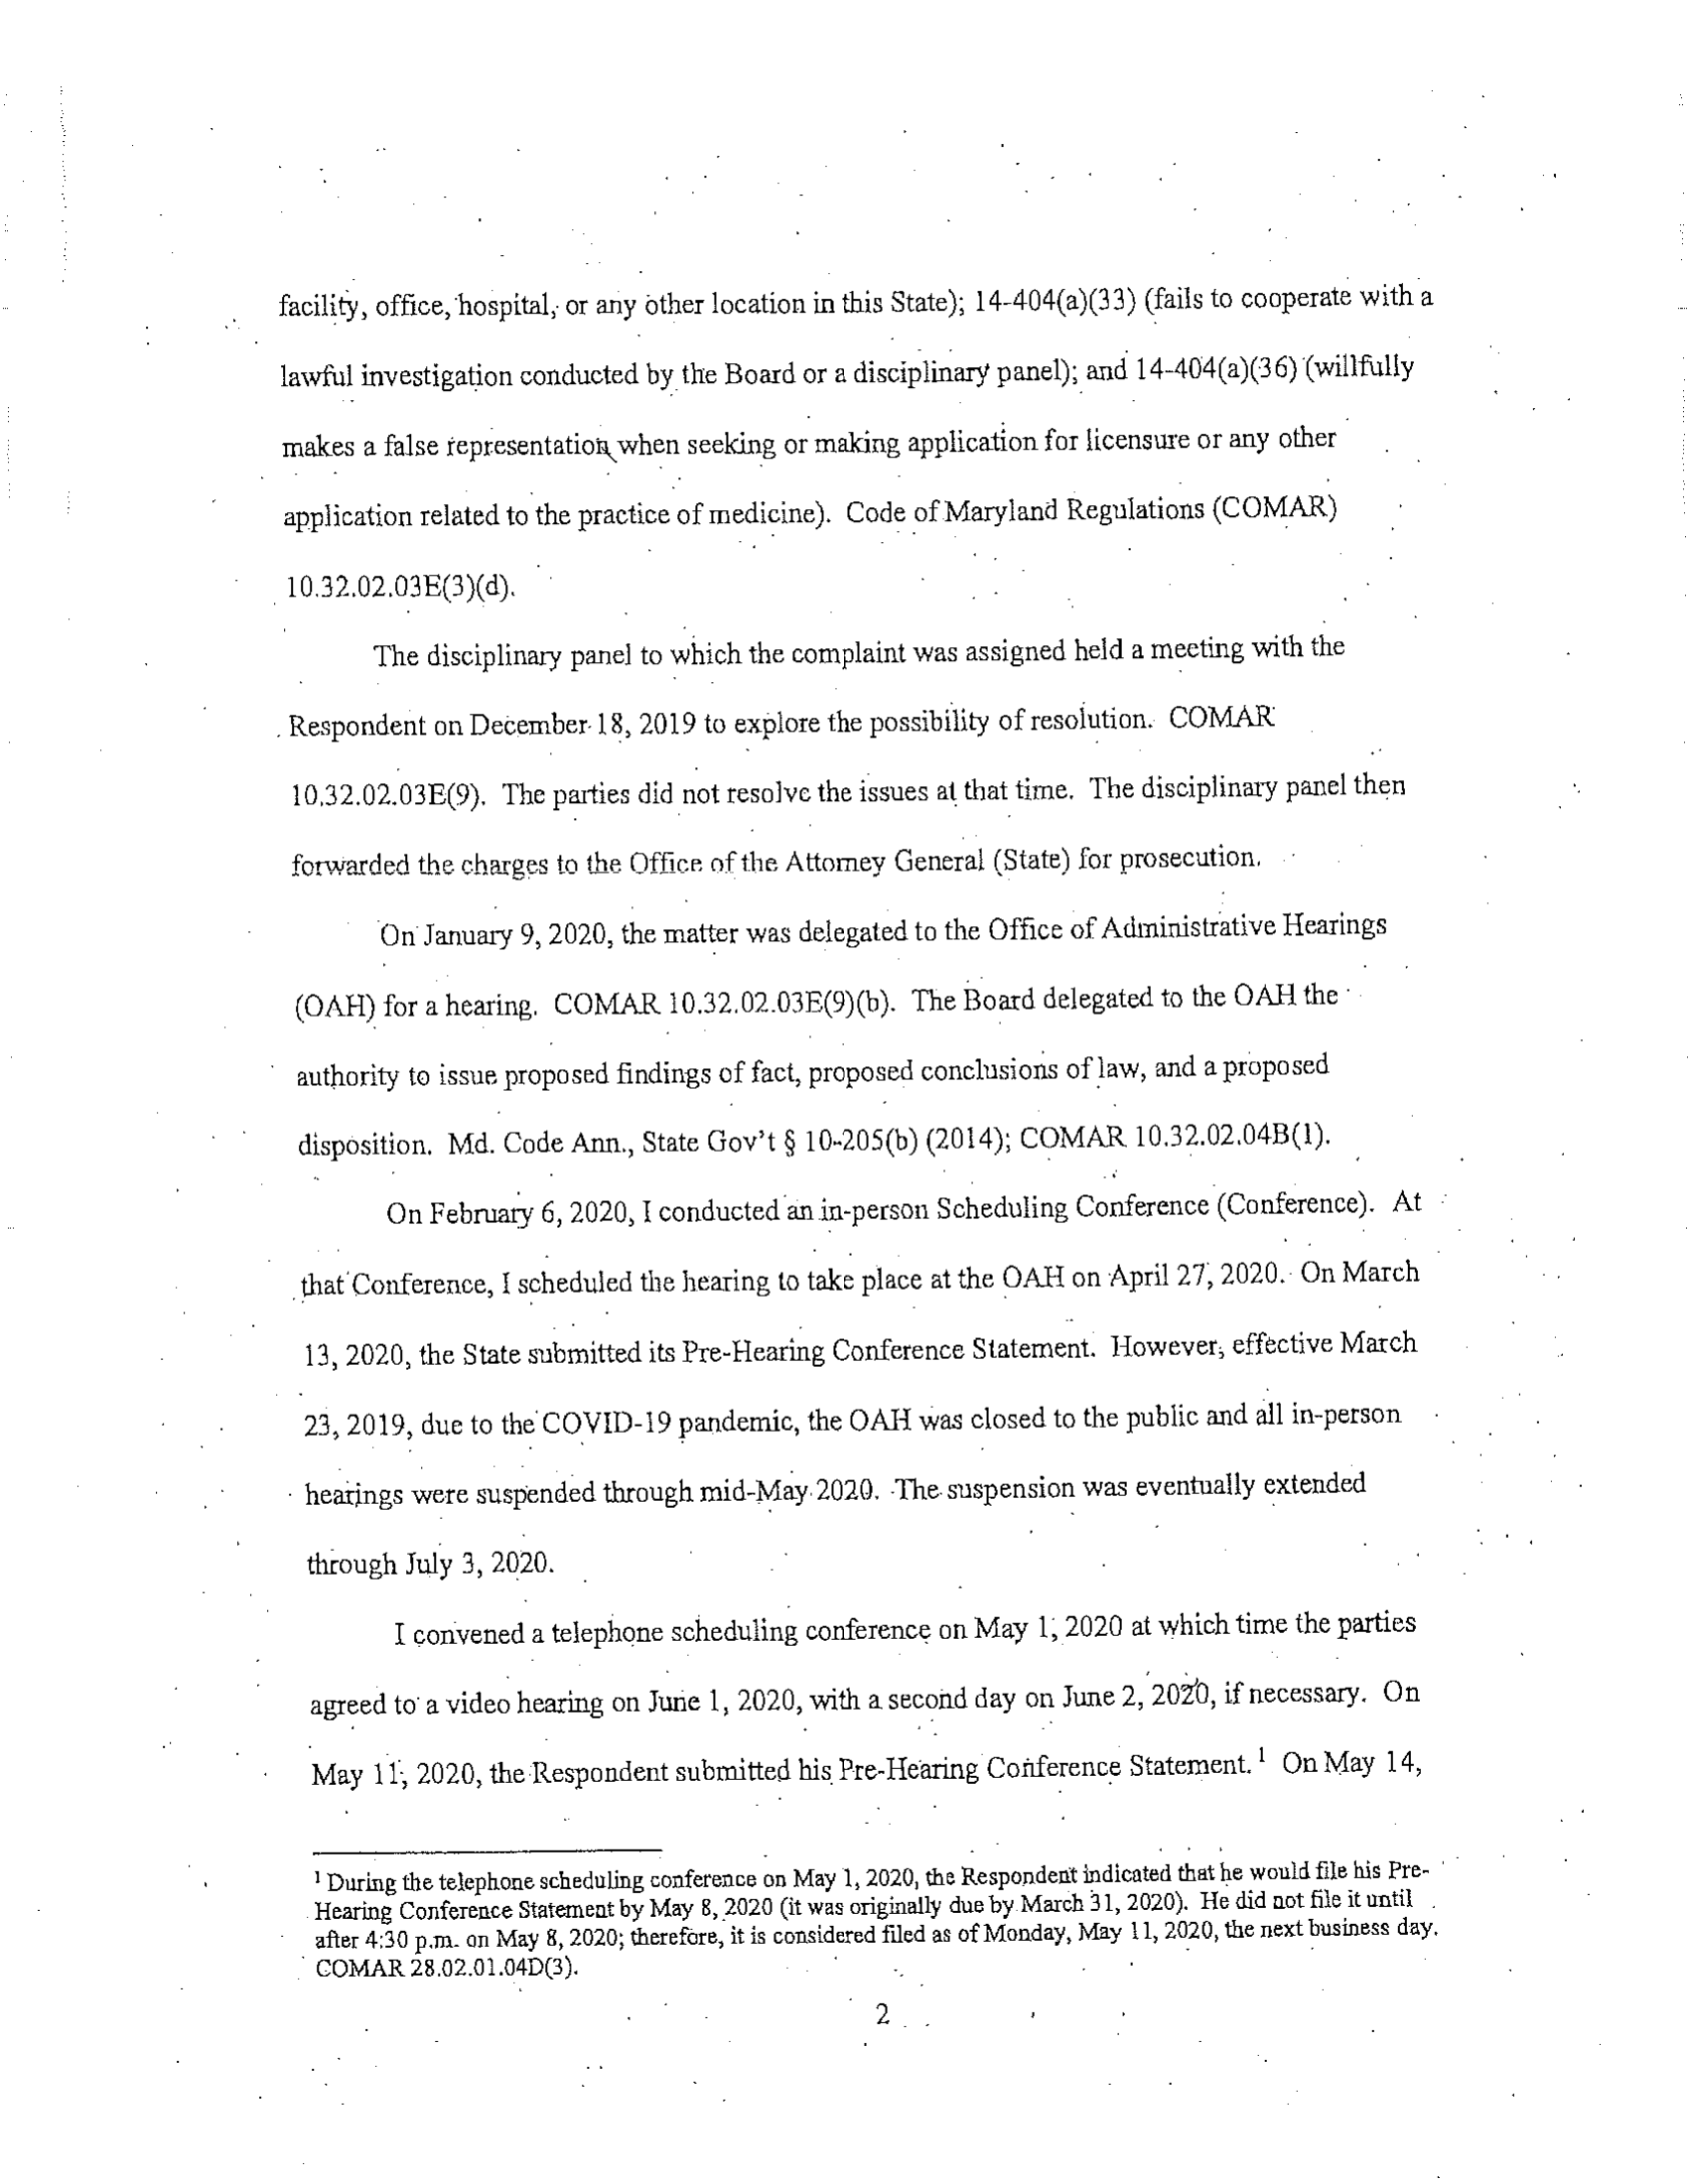 facility, office, hospital, or any other location in this State); 14-404(a)(33) (fails to cooperate with a
lawful investigation conducted by the Board or a disciplinary panel); and 14-404(a)(36) (willfully
makes a false representation when seeking or making application for licensure or any other
application related to the practice of medicine). Code of Maryland Regulations (COMAR)
10.32.02.03E(3)(d).
The disciplinary panel to which the complaint was assigned held a meeting with the
Respondent on December 18, 2019 to explore the possibility of resolution. COMAR
10.32.02.03E(9). The parties did not resolve the issues at that time. The disciplinary panel then
forwarded the charges to the Office of the Attorney General (State) for prosecution.
On January 9, 2020, the matter was delegated to the Office of Administrative Hearings
(OAH) for a hearing. COMAR 10.32.02.03E(9)(b). The Board delegated to the OAH the
authority to issue proposed findings of fact, proposed conclusions of law, and a proposed
disposition. Md. Code Ann., State Gov't § 10-205(b) (2014); COMAR 10.32.02.04B(1).
On February 6, 2020, I conducted an in-person Scheduling Conference (Conference). At
that Conference, I scheduled the hearing to take place at the OAH on April 27, 2020. On March
13, 2020, the State submitted its Pre-Hearing Conference Statement. However, effective March
23, 2019, due to the COVID-19 pandemic, the OAH was closed to the public and all in-person
hearings were suspended through mid-May 2020. The suspension was eventually extended
through July 3, 2020.
I convened a telephone scheduling conference on May 1, 2020 at which time the parties
agreed to a video hearing on June 1, 2020, with a second day on June 2, 2020, if necessary. On
May 11, 2020, the Respondent submitted his Pre-Hearing Conference Statement.¹ On May 14,
¹ During the telephone scheduling conference on May 1, 2020, the Respondent indicated that he would file his Pre-
Hearing Conference Statement by May 8, 2020 (it was originally due by March 31, 2020). He did not file it until
after 4:30 p.m. on May 8, 2020; therefore, it is considered filed as of Monday, May 11, 2020, the next business day.
COMAR 28.02.01.04D(3).
2